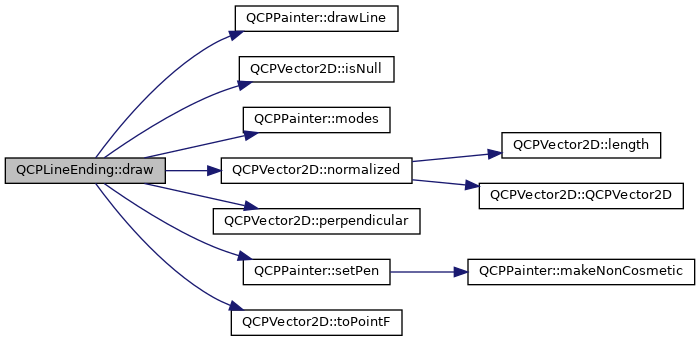 QCPLineEnding::draw
QCPPainter::drawLine
QCPVector2D::isNull
QCPPainter::modes
QCPVector2D::normalized
QCPVector2D::length
QCPVector2D::QCPVector2D
QCPVector2D::perpendicular
QCPPainter::setPen
QCPPainter::makeNonCosmetic
QCPVector2D::toPointF